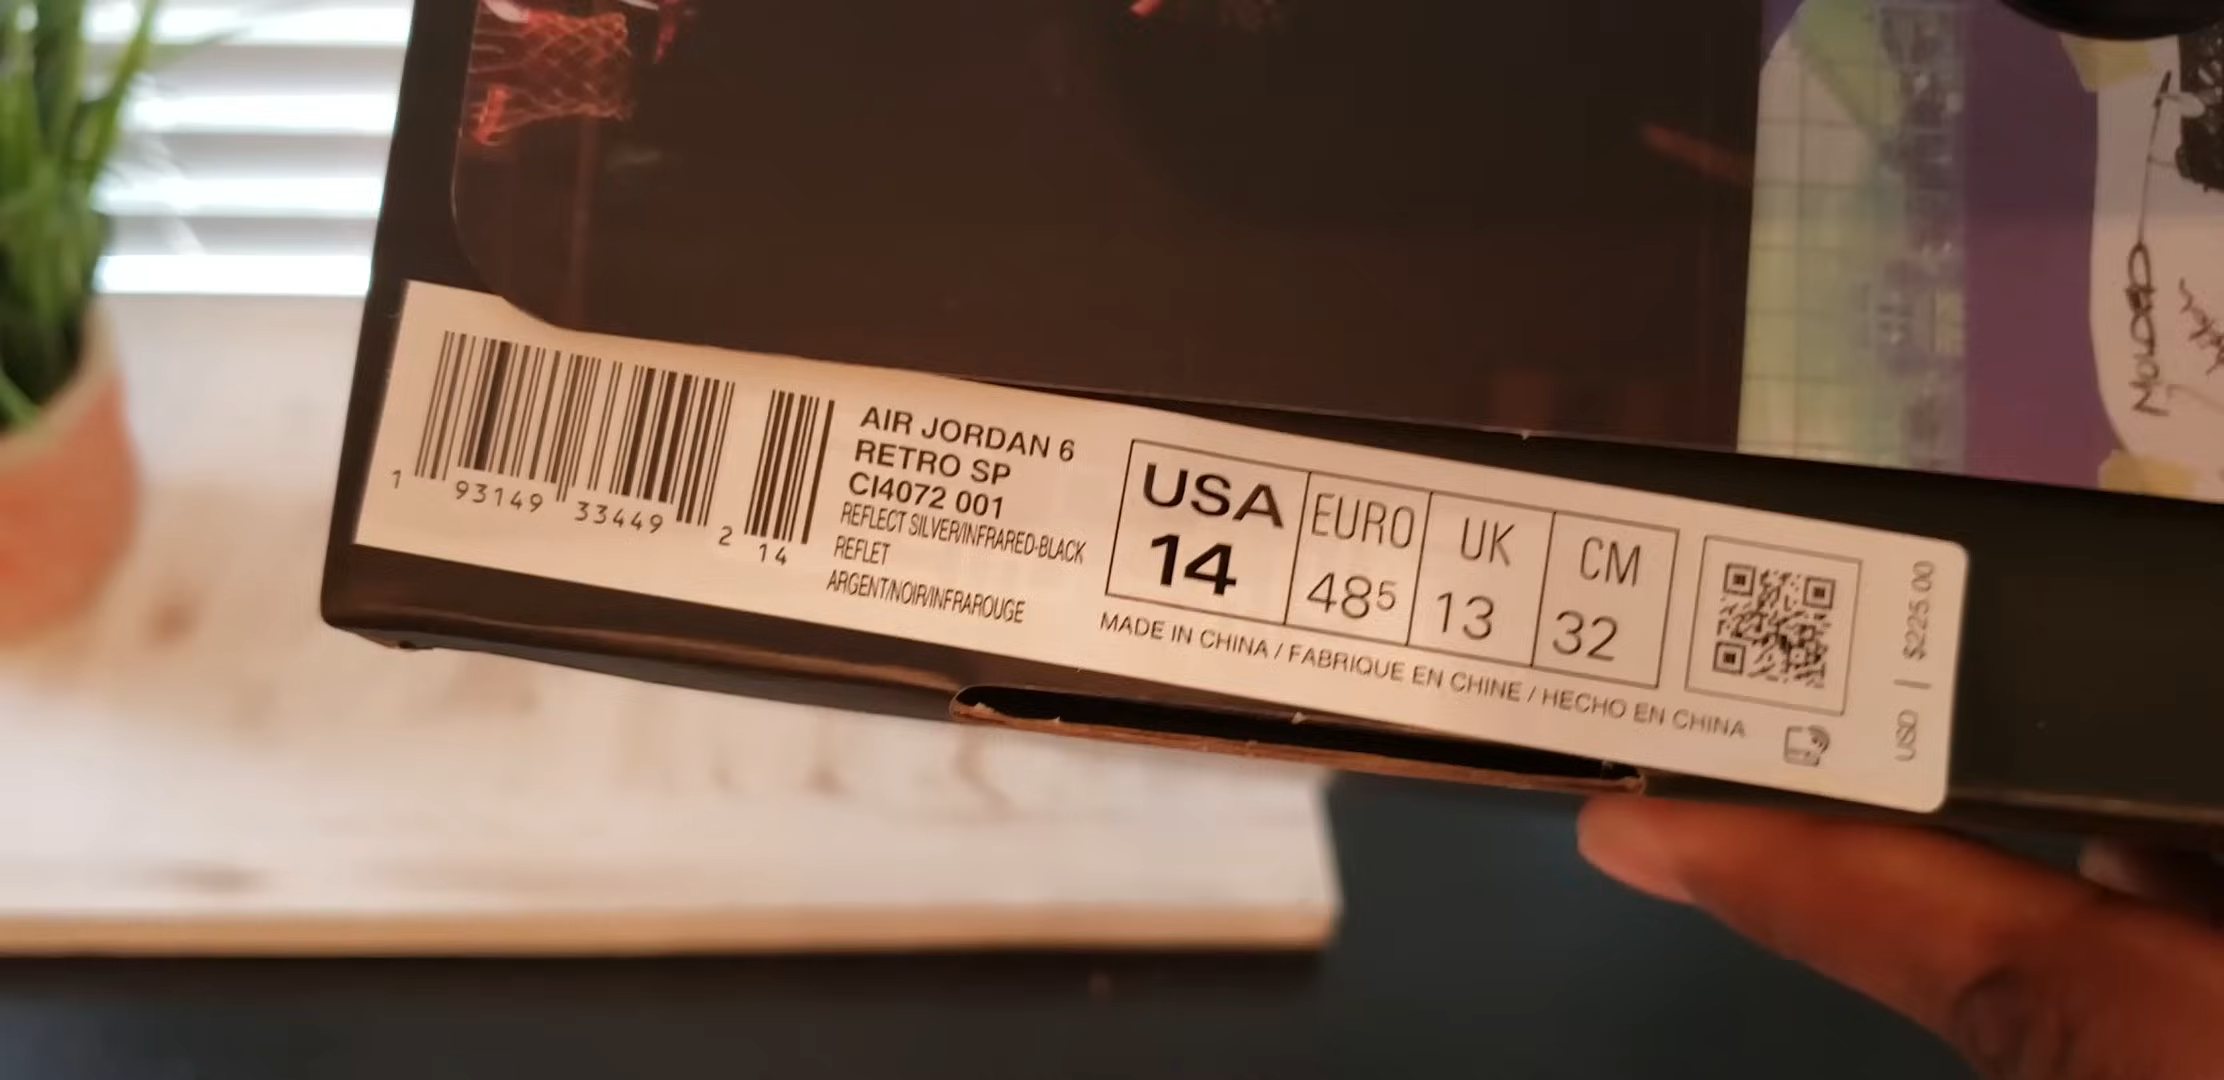 1 93149 33449 2 14
AIR JORDAN 6
RETRO SP
CI4072 001
REFLECT SILVER/INFRARED-BLACK
REFLET
ARGENT/NOIR/INFRAROUGE
USA EURO UK CM
14 485 13 32
MADE IN CHINA / FABRIQUE EN CHINE / HECHO EN CHINA
USD | $225.00
MOLDED